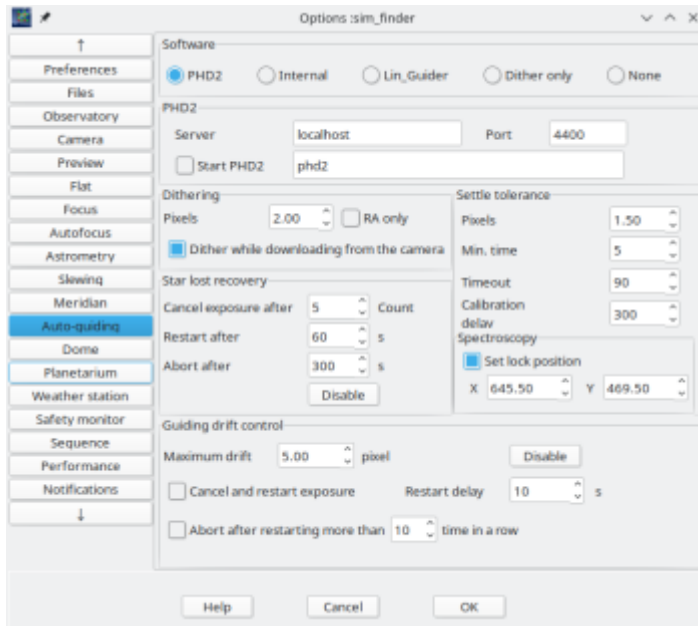 Options :sim_finder
↑
Preferences
Files
Observatory
Camera
Preview
Flat
Focus
Autofocus
Astrometry
Slewing
Meridian
Auto-guiding
Dome
Planetarium
Weather station
Safety monitor
Sequence
Performance
Notifications
↓
Software
PHD2 Internal Lin_Guider Dither only None
PHD2
Server localhost Port 4400
Start PHD2 phd2
Dithering
Pixels 2.00 RA only
Dither while downloading from the camera
Settle tolerance
Pixels 1.50
Min. time 5
Timeout 90
Calibration
delay 300
Star lost recovery
Cancel exposure after 5 Count
Restart after 60 s
Abort after 300 s
Disable
Spectroscopy
Set lock position
X 645.50 Y 469.50
Guiding drift control
Maximum drift 5.00 pixel Disable
Cancel and restart exposure Restart delay 10 s
Abort after restarting more than 10 time in a row
Help Cancel OK